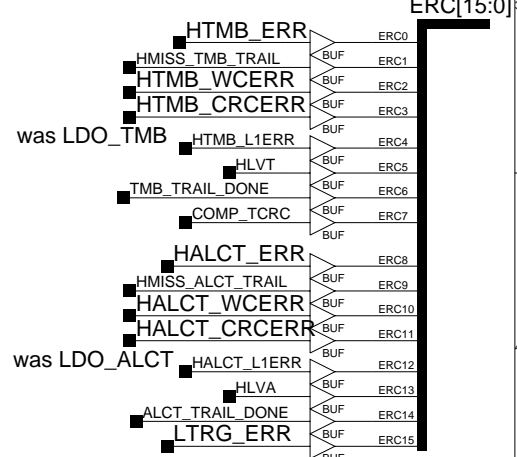 ERC[15:0]
HTMB_ERR ERC0
BUF
HMISS_TMB_TRAIL ERC1
BUF
HTMB_WCERR ERC2
BUF
HTMB_CRCERR ERC3
BUF
was LDO_TMB HTMB_L1ERR ERC4
BUF
HLVT ERC5
BUF
TMB_TRAIL_DONE ERC6
BUF
COMP_TCRC ERC7
BUF
HALCT_ERR ERC8
BUF
HMISS_ALCT_TRAIL ERC9
BUF
HALCT_WCERR ERC10
BUF
HALCT_CRCERR ERC11
BUF
was LDO_ALCT HALCT_L1ERR ERC12
BUF
HLVA ERC13
BUF
ALCT_TRAIL_DONE ERC14
BUF
LTRG_ERR ERC15
BUF